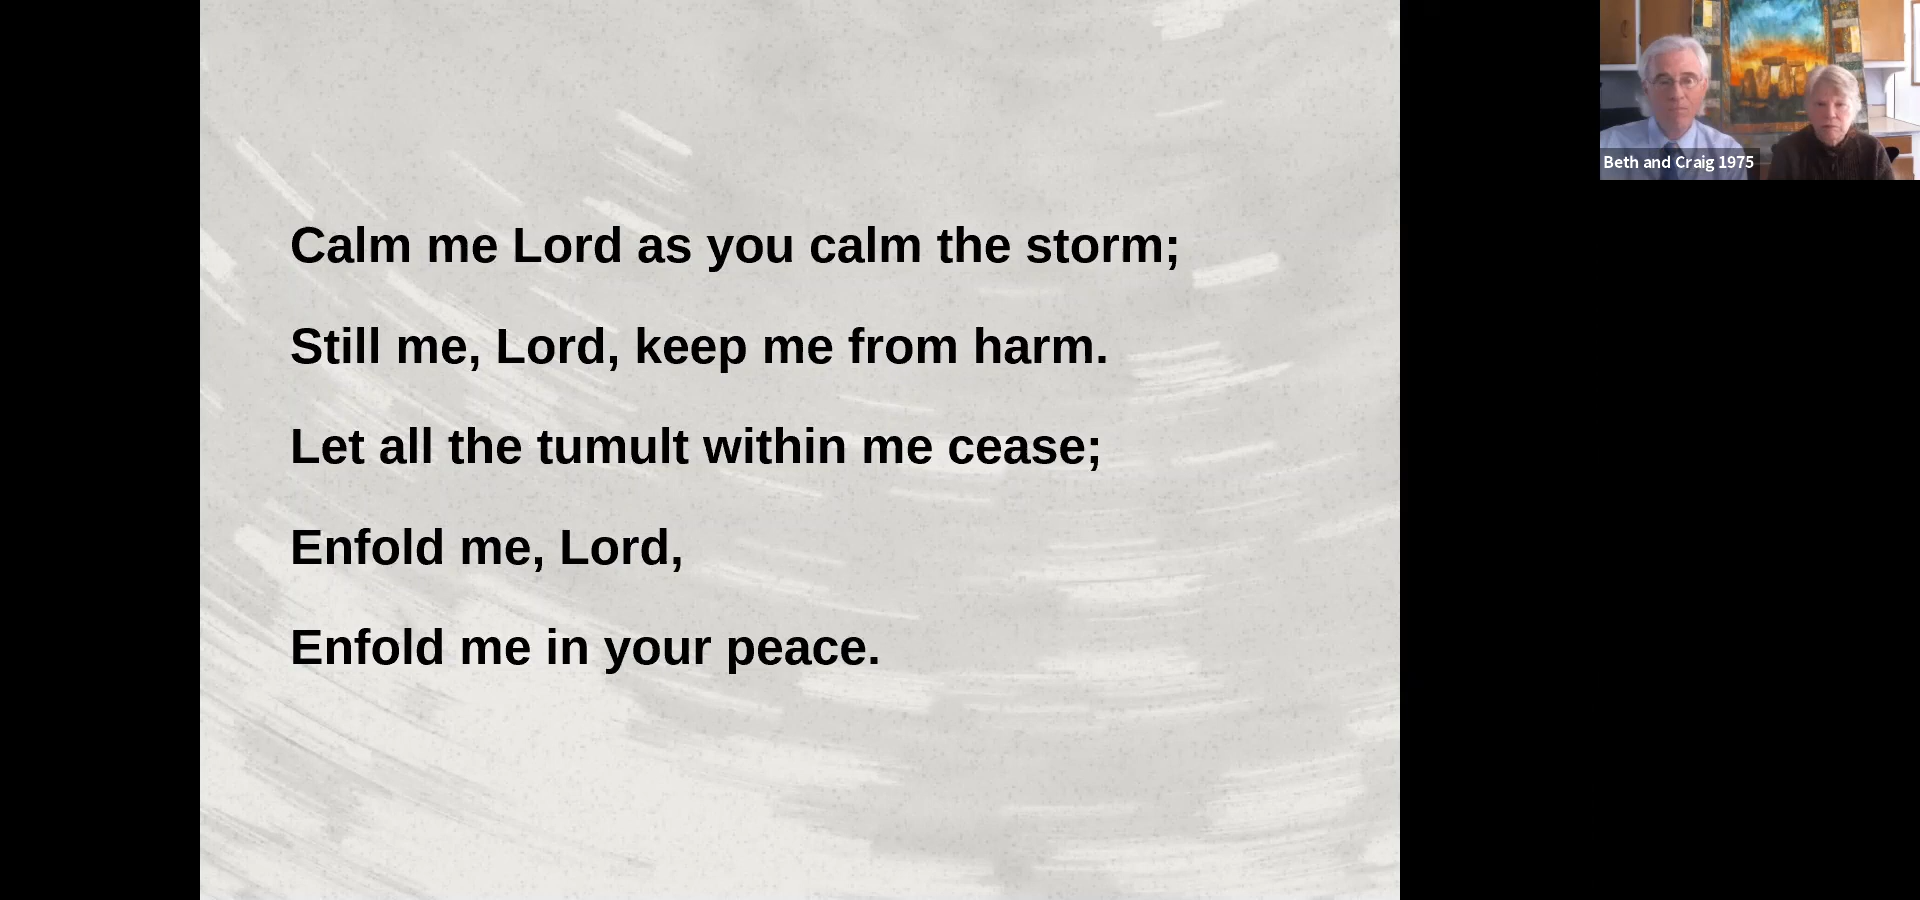 Calm me Lord as you calm the storm;
Still me, Lord, keep me from harm.
Let all the tumult within me cease;
Enfold me, Lord,
Enfold me in your peace.
Beth and Craig 1975